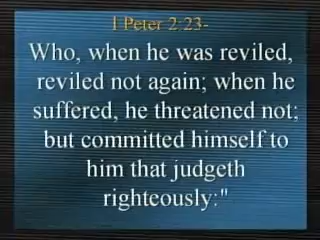 I Peter 2:23-
Who, when he was reviled,
reviled not again; when he
suffered, he threatened not;
but committed himself to
him that judgeth
righteously:"